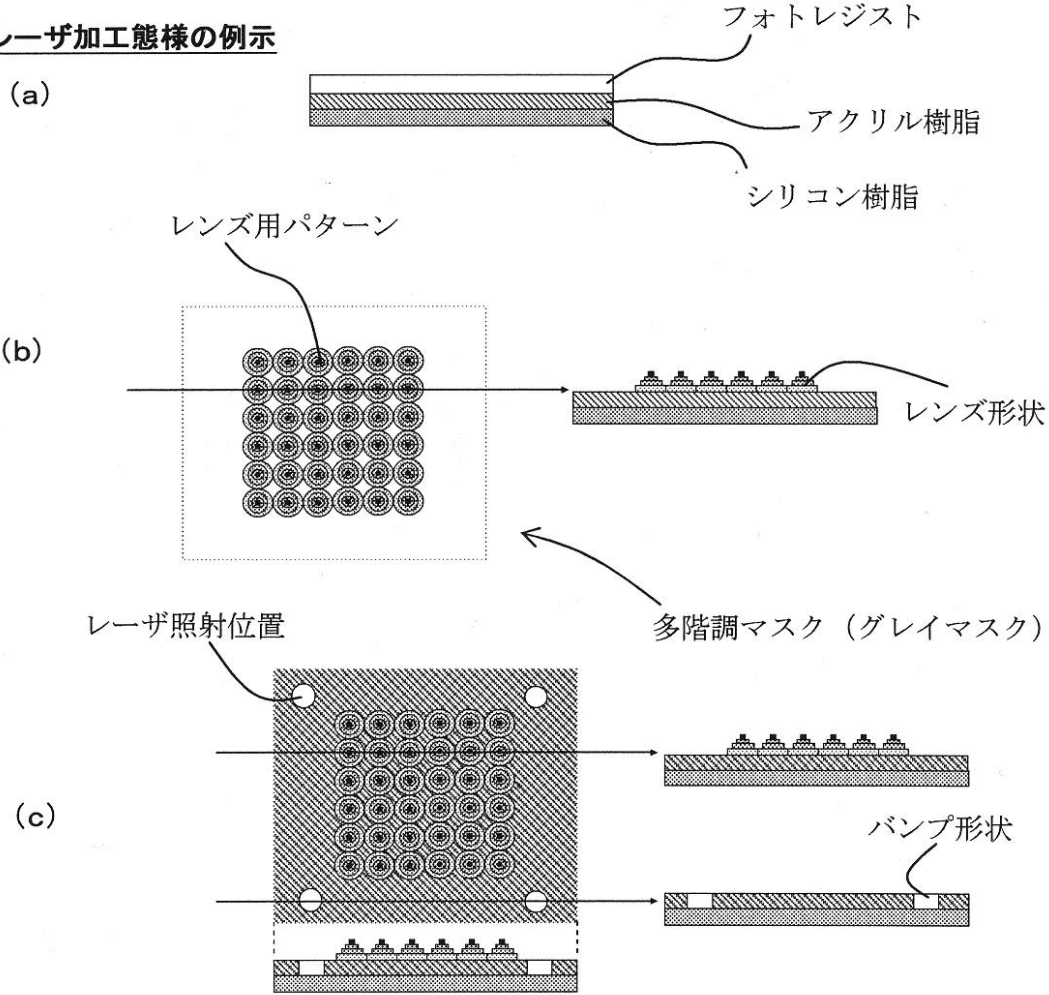 レーザ加工態様の例示
フォトレジスト
(a)
アクリル樹脂
シリコン樹脂
レンズ用パターン
(b)
レンズ形状
レーザ照射位置
多階調マスク（グレイマスク）
(c)
バンプ形状